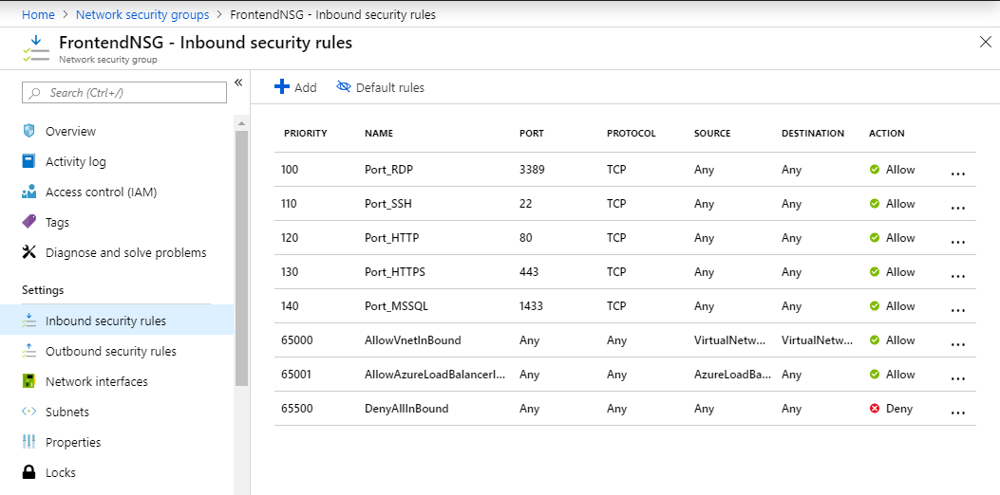 Home > Network security groups > FrontendNSG - Inbound security rules
FrontendNSG - Inbound security rules
Network security group
Search (Ctrl+/)
Overview
Activity log
Access control (IAM)
Tags
Diagnose and solve problems
Settings
Inbound security rules
Outbound security rules
Network interfaces
Subnets
Properties
Locks
Add Default rules
PRIORITY NAME PORT PROTOCOL SOURCE DESTINATION ACTION
100 Port_RDP 3389 TCP Any Any Allow ...
110 Port_SSH 22 TCP Any Any Allow ...
120 Port_HTTP 80 TCP Any Any Allow ...
130 Port_HTTPS 443 TCP Any Any Allow ...
140 Port_MSSQL 1433 TCP Any Any Allow ...
65000 AllowVnetInBound Any Any VirtualNetw... VirtualNetw... Allow ...
65001 AllowAzureLoadBalancerI... Any Any AzureLoadBa... Any Allow ...
65500 DenyAllInBound Any Any Any Any Deny ...